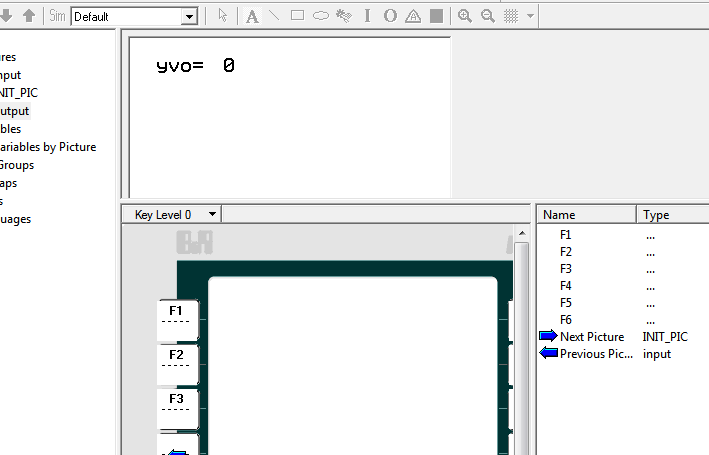 Sim Default
A I O A
ures
nput
NIT_PIC
utput
bles
ariables by Picture
Groups
aps
s
uages
yvo= 0
Key Level 0
B&R
F1
F2
F3
Name Type
F1 ...
F2 ...
F3 ...
F4 ...
F5 ...
F6 ...
Next Picture INIT_PIC
Previous Pic... input